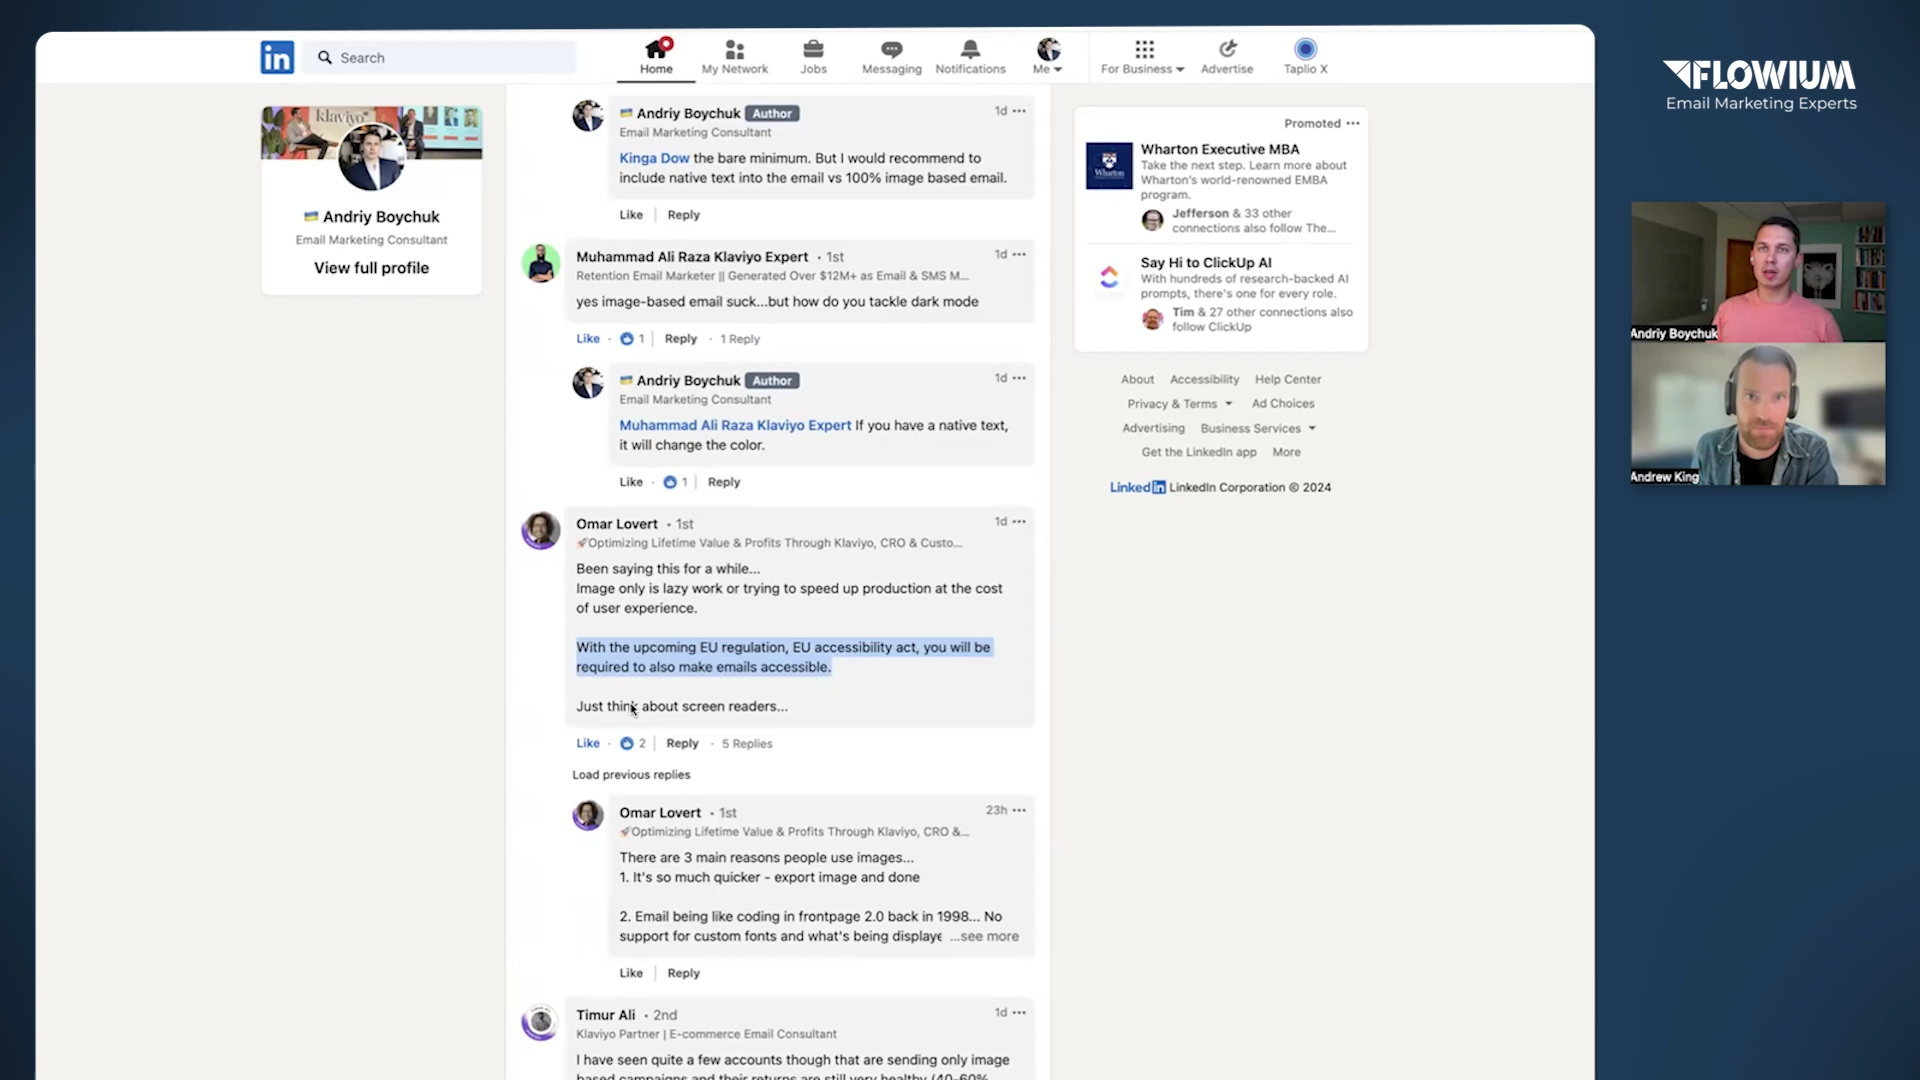 in
Search
Home
My Network
Jobs
Messaging
Notifications
Me
For Business
Advertise
Taplio X
FLOWIUM
Email Marketing Experts
klaviyo
Andriy Boychuk
Email Marketing Consultant
View full profile
Andriy Boychuk Author
1d
Email Marketing Consultant
Kinga Dow the bare minimum. But I would recommend to
include native text into the email vs 100% image based email.
Like
Reply
Muhammad Ali Raza Klaviyo Expert • 1st
1d
Retention Email Marketer || Generated Over $12M+ as Email & SMS M...
yes image-based email suck...but how do you tackle dark mode
Like · 1 Reply · 1 Reply
Andriy Boychuk Author
1d
Email Marketing Consultant
Muhammad Ali Raza Klaviyo Expert If you have a native text,
it will change the color.
Like · 1 Reply
Omar Lovert • 1st
1d
🚀Optimizing Lifetime Value & Profits Through Klaviyo, CRO & Custo...
Been saying this for a while...
Image only is lazy work or trying to speed up production at the cost
of user experience.
With the upcoming EU regulation, EU accessibility act, you will be
required to also make emails accessible.
Just think about screen readers...
Like · 2 Reply · 5 Replies
Load previous replies
Omar Lovert • 1st
23h
🚀Optimizing Lifetime Value & Profits Through Klaviyo, CRO &...
There are 3 main reasons people use images...
1. It's so much quicker - export image and done
2. Email being like coding in frontpage 2.0 back in 1998... No
support for custom fonts and what's being displaye ...see more
Like
Reply
Timur Ali • 2nd
1d
Klaviyo Partner | E-commerce Email Consultant
I have seen quite a few accounts though that are sending only image
based campaigns and their returns are still very healthy (40-60%
Promoted
Wharton
Wharton Executive MBA
Take the next step. Learn more about
Wharton's world-renowned EMBA
program.
Jefferson & 33 other
connections also follow The...
Say Hi to ClickUp AI
With hundreds of research-backed AI
prompts, there's one for every role.
Tim & 27 other connections also
follow ClickUp
About
Accessibility
Help Center
Privacy & Terms
Ad Choices
Advertising
Business Services
Get the LinkedIn app
More
Linkedin LinkedIn Corporation © 2024
Andriy Boychuk
Andrew King